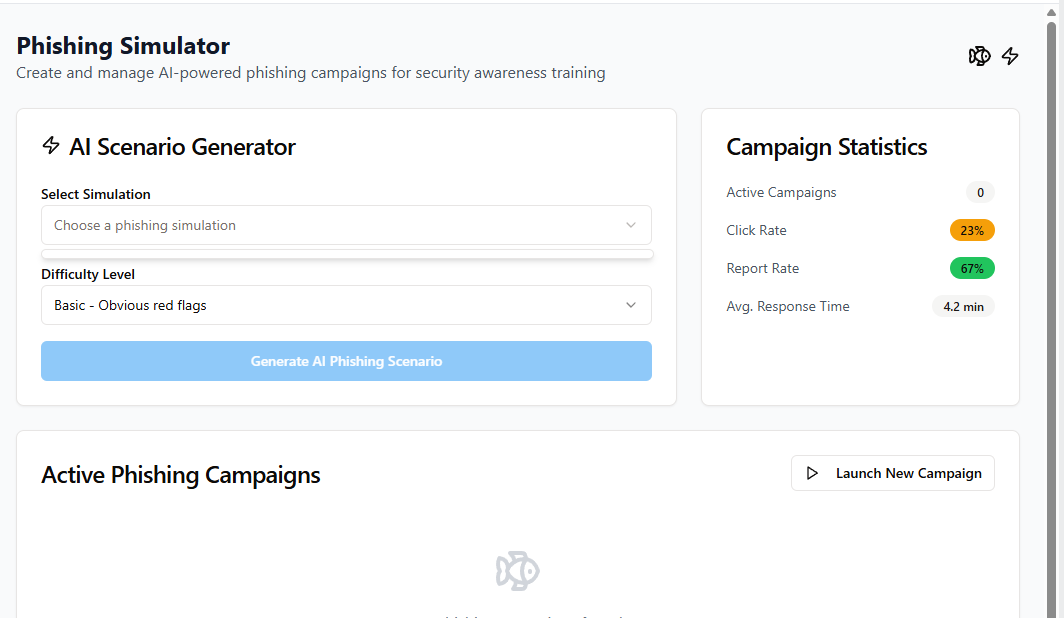 Phishing Simulator
Create and manage AI-powered phishing campaigns for security awareness training
AI Scenario Generator
Select Simulation
Choose a phishing simulation
Difficulty Level
Basic - Obvious red flags
Generate AI Phishing Scenario
Campaign Statistics
Active Campaigns 0
Click Rate 23%
Report Rate 67%
Avg. Response Time 4.2 min
Active Phishing Campaigns
Launch New Campaign